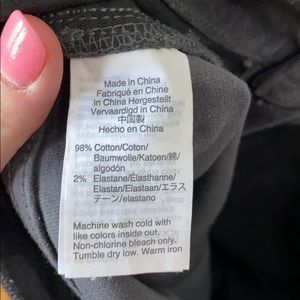 Made in China
Fabriqué en Chine
in China Hergestellt
Vervaardigd in China
中国製
Hecho en China
98% Cotton/Coton/
Baumwolle/Katoen/綿/
algodón
2% Elastane/Élasthanne/
Elastan/Elastaan/エラス
テーン/elastano
Machine wash cold with
like colors inside out.
Non-chlorine bleach only.
Tumble dry low. Warm iron